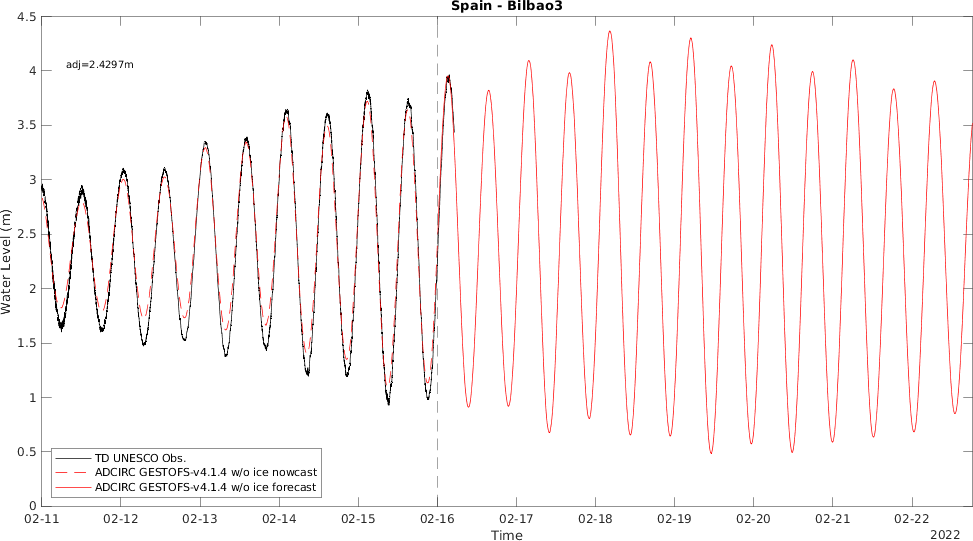 Spain - Bilbao3
4.5
4
3.5
3
2.5
2
1.5
1
0.5
0
Water Level (m)
adj=2.4297m
TD UNESCO Obs.
ADCIRC GESTOFS-v4.1.4 w/o ice nowcast
ADCIRC GESTOFS-v4.1.4 w/o ice forecast
02-11 02-12 02-13 02-14 02-15 02-16 02-17 02-18 02-19 02-20 02-21 02-22
Time
2022